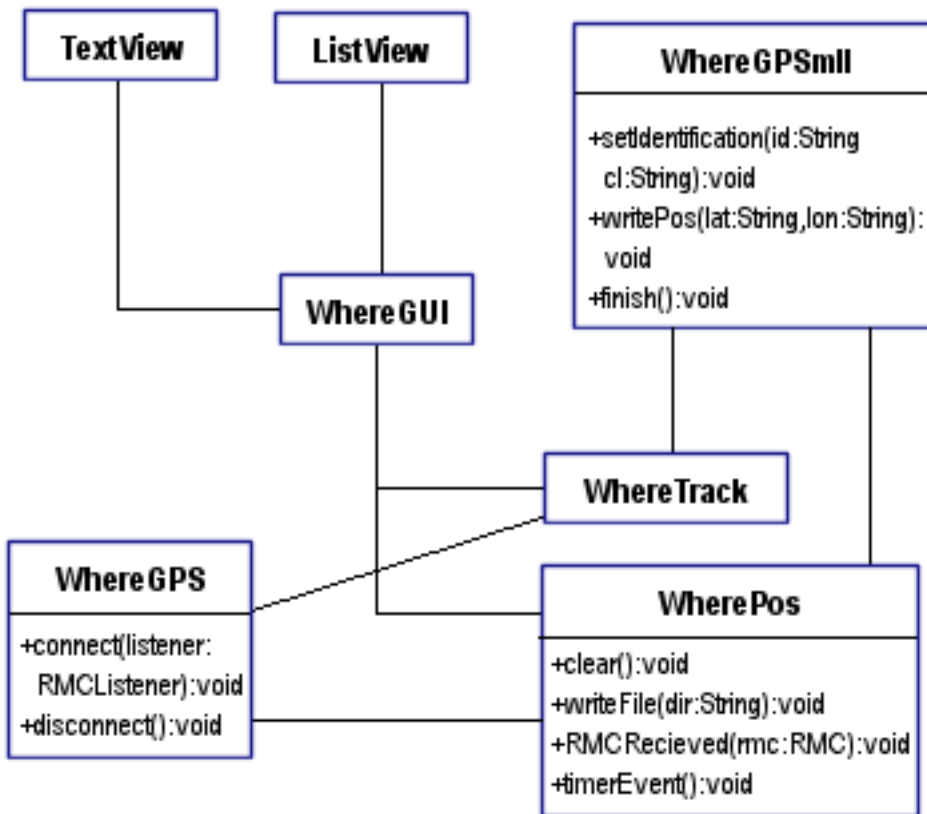 TextView
ListView
WhereGPSmll
+setIdentification(id:String
cl:String):void
+writePos(lat:String,lon:String):
void
+finish():void
WhereGUI
WhereTrack
WhereGPS
+connect(listener:
RMCListener):void
+disconnect():void
WherePos
+clear():void
+writeFile(dir:String):void
+RMCRecieved(rmc:RMC):void
+timerEvent():void